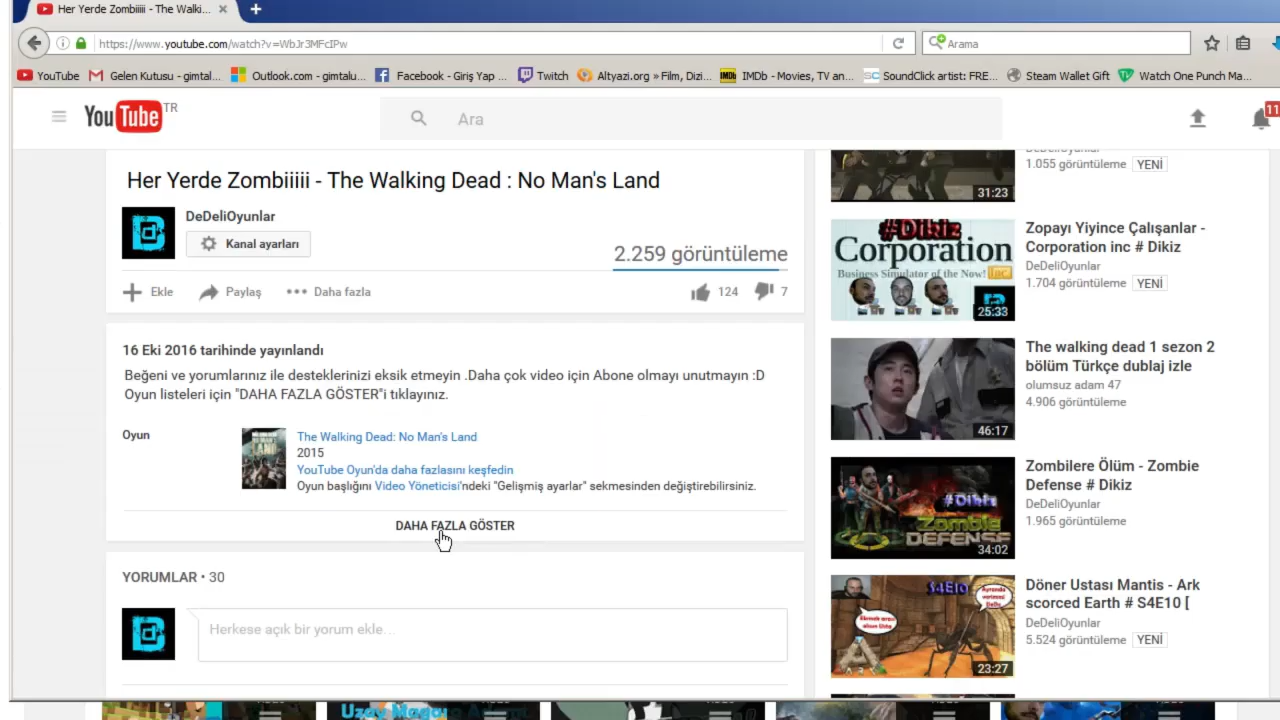 Her Yerde Zombiiiii - The Walki...
https://www.youtube.com/watch?v=WbJr3MFcIPw
Arama
YouTube
Gelen Kutusu - gimtal...
Outlook.com - gimtalu...
Facebook - Giriş Yap ...
Twitch
Altyazi.org » Film, Dizi...
IMDb
IMDb - Movies, TV an...
SC
SoundClick artist: FRE...
Steam Wallet Gift
Watch One Punch Ma...
YouTube TR
Ara
11
Her Yerde Zombiiiii - The Walking Dead : No Man's Land
DeDeliOyunlar
Kanal ayarları
2.259 görüntüleme
Ekle
Paylaş
Daha fazla
124
7
16 Eki 2016 tarihinde yayınlandı
Beğeni ve yorumlarınız ile desteklerinizi eksik etmeyin .Daha çok video için Abone olmayı unutmayın :D
Oyun listeleri için "DAHA FAZLA GÖSTER"i tıklayınız.
Oyun
LAND
The Walking Dead: No Man's Land
2015
YouTube Oyun'da daha fazlasını keşfedin
Oyun başlığını Video Yöneticisi'ndeki "Gelişmiş ayarlar" sekmesinden değiştirebilirsiniz.
DAHA FAZLA GÖSTER
YORUMLAR • 30
Herkese açık bir yorum ekle...
31:23
DeDeliOyunlar
1.055 görüntüleme
YENİ
#Dikiz
Corporation
Business Simulator of the Now!
Inc.
25:33
Zopayı Yiyince Çalışanlar -
Corporation inc # Dikiz
DeDeliOyunlar
1.704 görüntüleme
YENİ
46:17
The walking dead 1 sezon 2
bölüm Türkçe dublaj izle
olumsuz adam 47
4.906 görüntüleme
#Dikiz
Zombie
DEFENSE
34:02
Zombilere Ölüm - Zombie
Defense # Dikiz
DeDeliOyunlar
1.965 görüntüleme
S4E10
23:27
Döner Ustası Mantis - Ark
scorched Earth # S4E10 [
DeDeliOyunlar
5.524 görüntüleme
YENİ